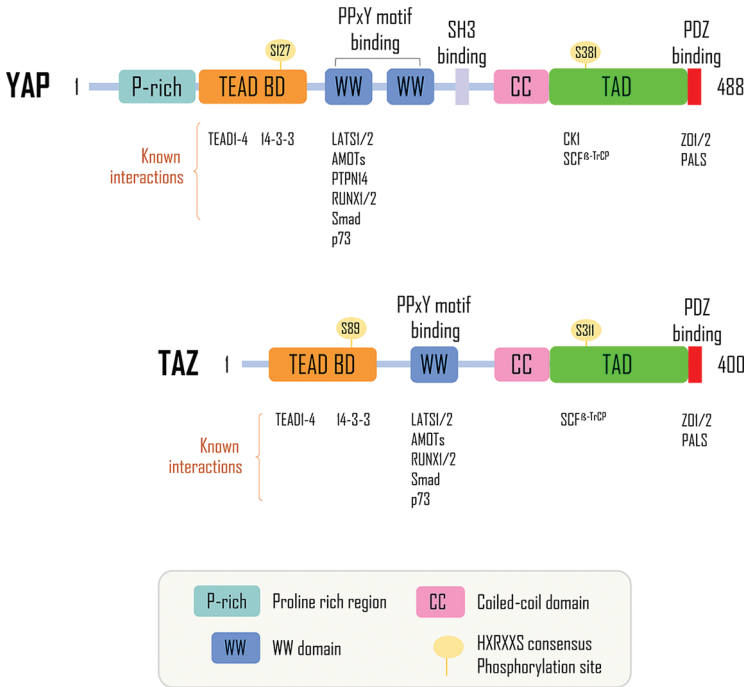 PPxY motif
binding
SH3
binding
PDZ
binding
S127
S381
YAP 1 P-rich TEAD BD WW WW CC TAD 488
Known
interactions
TEAD1-4 14-3-3
LATS1/2
AMOTs
PTPN14
RUNX1/2
Smad
p73
CK1
SCFß-TrCP
ZO1/2
PALS
PPxY motif
binding
PDZ
binding
S89
S311
TAZ 1 TEAD BD WW CC TAD 400
Known
interactions
TEAD1-4 14-3-3
LATS1/2
AMOTs
RUNX1/2
Smad
p73
SCFß-TrCP
ZO1/2
PALS
P-rich Proline rich region
CC Coiled-coil domain
WW WW domain
HXRXXS consensus
Phosphorylation site